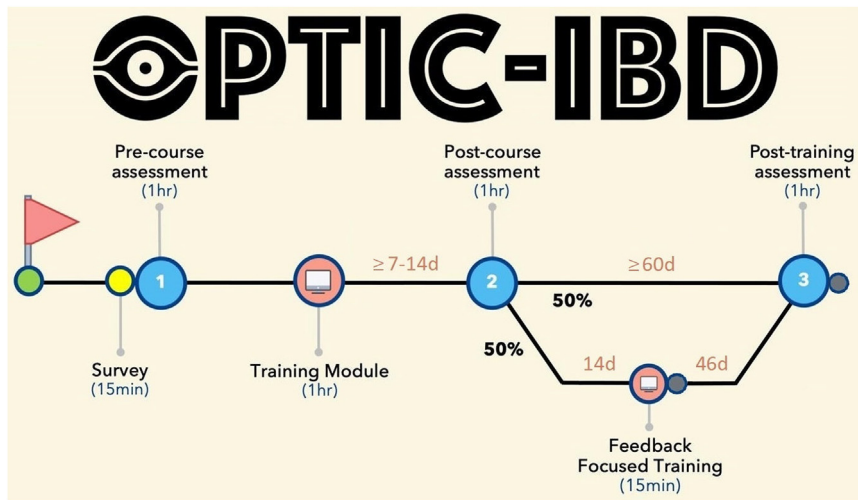 OPTIC-IBD
Pre-course
assessment
(1hr)
Post-course
assessment
(1hr)
Post-training
assessment
(1hr)
1
≥7-14d
2
≥60d
3
50%
50%
14d
46d
Survey
(15min)
Training Module
(1hr)
Feedback
Focused Training
(15min)